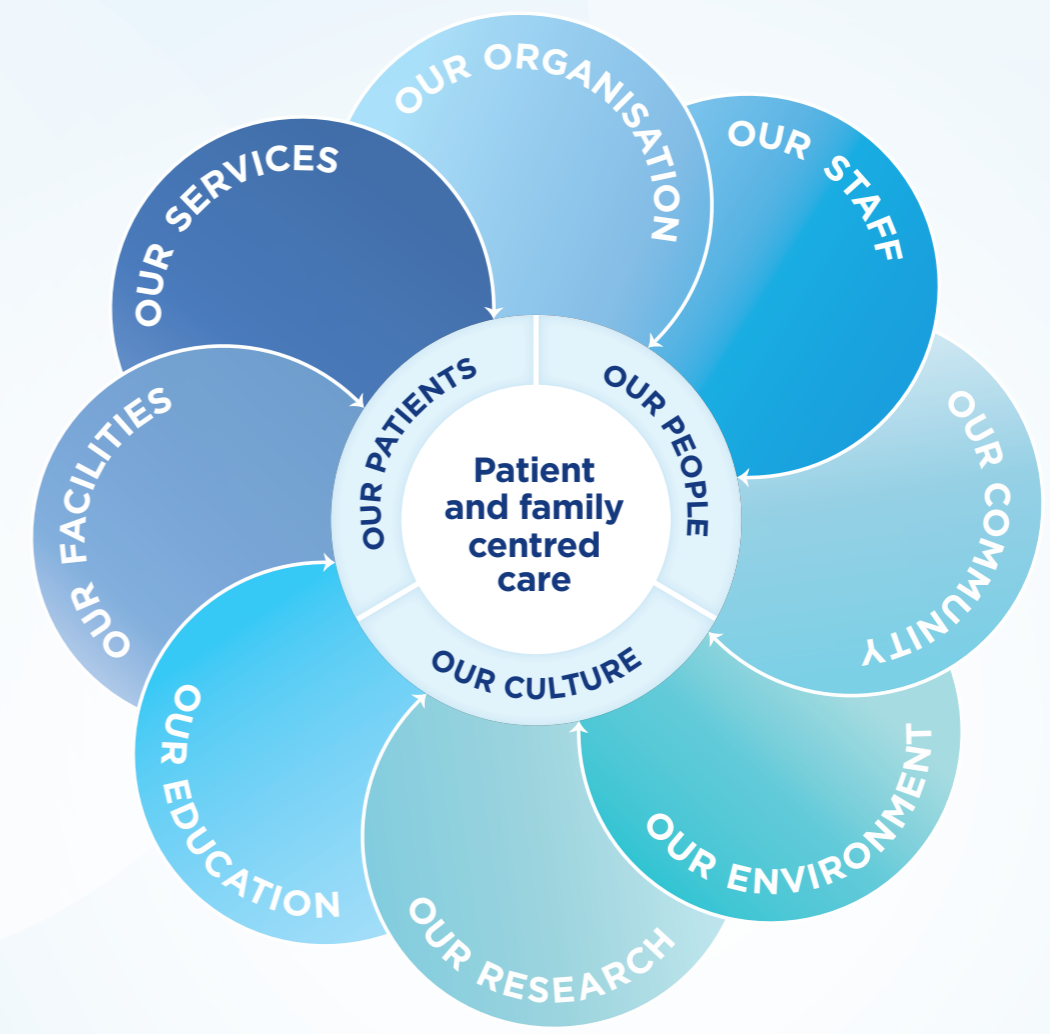 OUR ORGANISATION
OUR STAFF
OUR COMMUNITY
OUR ENVIRONMENT
OUR RESEARCH
OUR EDUCATION
OUR FACILITIES
OUR SERVICES
OUR PATIENTS
OUR PEOPLE
OUR CULTURE
Patient
and family
centred
care